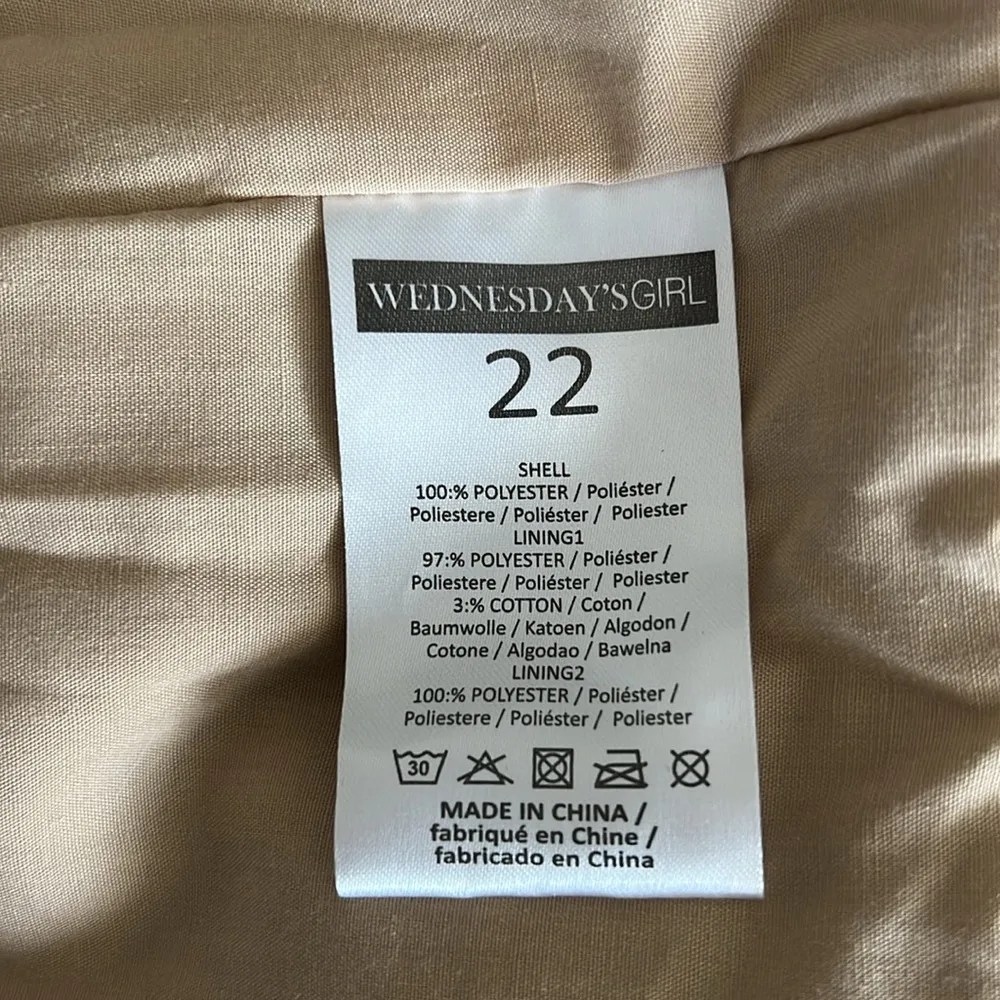 WEDNESDAY'SGIRL
22
SHELL
100:% POLYESTER / Poliéster /
Poliestere / Poliéster / Poliester
LINING1
97:% POLYESTER / Poliéster /
Poliestere / Poliéster / Poliester
3:% COTTON / Coton /
Baumwolle / Katoen / Algodon /
Cotone / Algodao / Bawelna
LINING2
100:% POLYESTER / Poliéster /
Poliestere / Poliéster / Poliester
30
MADE IN CHINA /
fabriqué en Chine /
fabricado en China